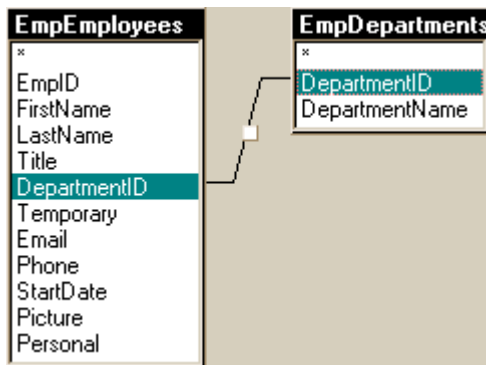 EmpEmployees
*
EmpID
FirstName
LastName
Title
DepartmentID
Temporary
Email
Phone
StartDate
Picture
Personal
EmpDepartments
*
DepartmentID
DepartmentName